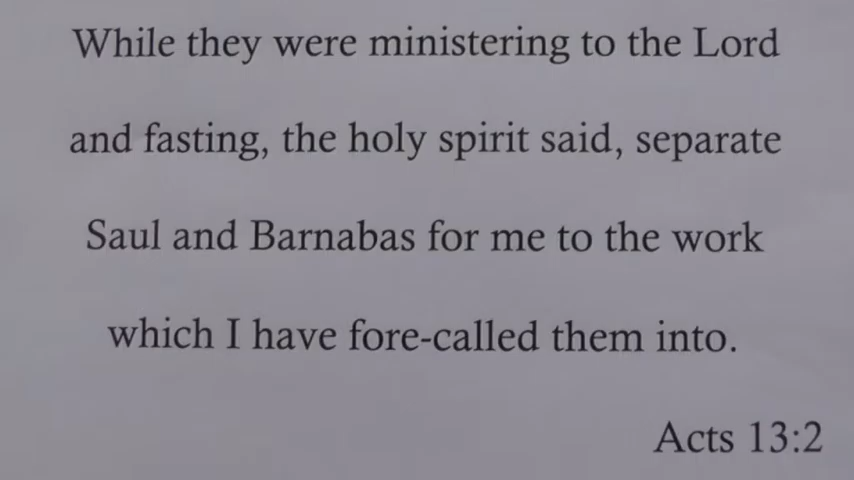 While they were ministering to the Lord
and fasting, the holy spirit said, separate
Saul and Barnabas for me to the work
which I have fore-called them into.
Acts 13:2